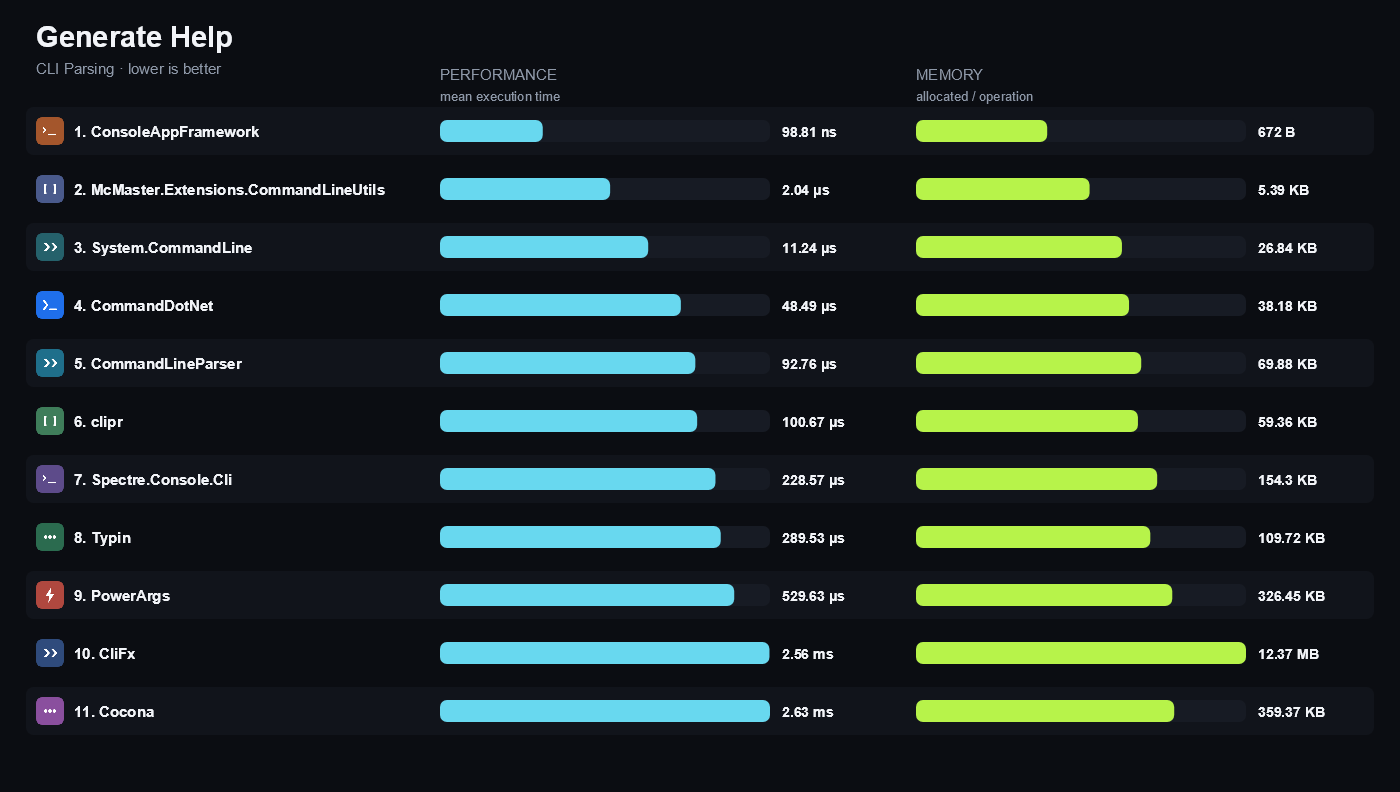 Generate Help
CLI Parsing · lower is better
PERFORMANCE
mean execution time
MEMORY
allocated / operation
1. ConsoleAppFramework 98.81 ns 672 B
2. McMaster.Extensions.CommandLineUtils 2.04 μs 5.39 KB
3. System.CommandLine 11.24 μs 26.84 KB
4. CommandDotNet 48.49 μs 38.18 KB
5. CommandLineParser 92.76 μs 69.88 KB
6. clipr 100.67 μs 59.36 KB
7. Spectre.Console.Cli 228.57 μs 154.3 KB
8. Typin 289.53 μs 109.72 KB
9. PowerArgs 529.63 μs 326.45 KB
10. CliFx 2.56 ms 12.37 MB
11. Cocona 2.63 ms 359.37 KB